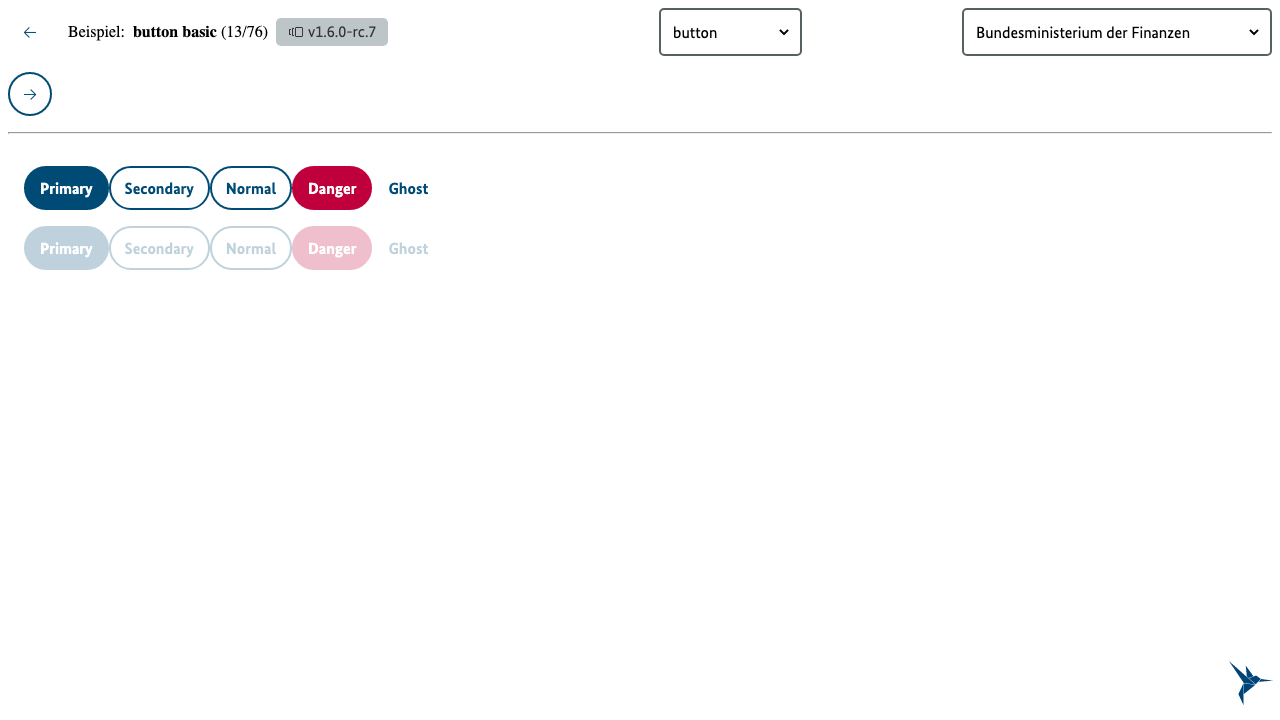 Beispiel: button basic (13/76) v1.6.0-rc.7 button Bundesministerium der Finanzen
Primary Secondary Normal Danger Ghost
Primary Secondary Normal Danger Ghost